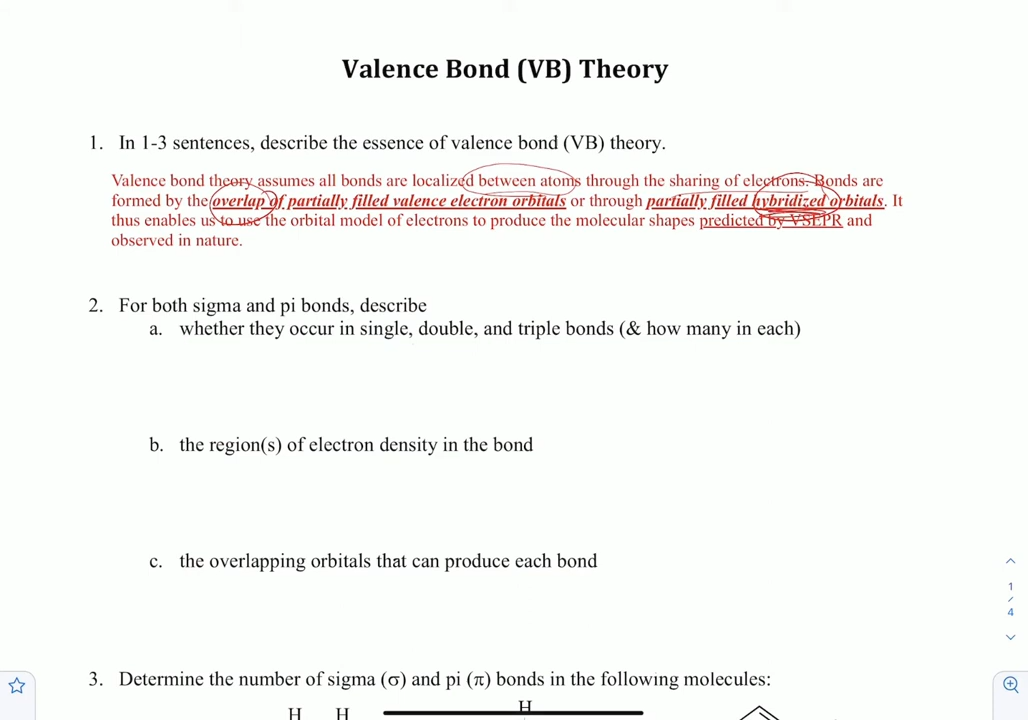 Valence Bond (VB) Theory
1. In 1-3 sentences, describe the essence of valence bond (VB) theory.
Valence bond theory assumes all bonds are localized between atoms through the sharing of electrons. Bonds are
formed by the overlap of partially filled valence electron orbitals or through partially filled hybridized orbitals. It
thus enables us to use the orbital model of electrons to produce the molecular shapes predicted by VSEPR and
observed in nature.
2. For both sigma and pi bonds, describe
a. whether they occur in single, double, and triple bonds (& how many in each)
b. the region(s) of electron density in the bond
c. the overlapping orbitals that can produce each bond
1
/
4
3. Determine the number of sigma (σ) and pi (π) bonds in the following molecules:
H H H